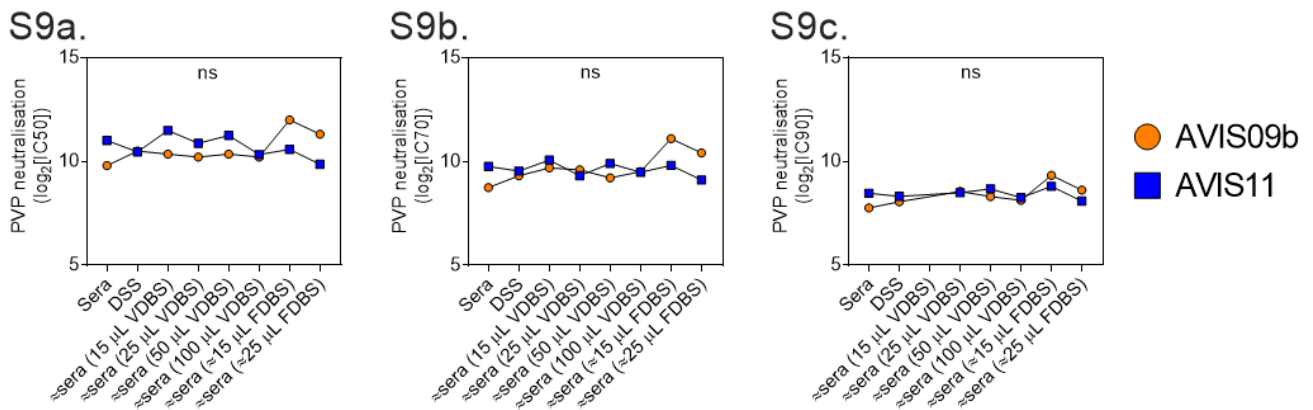 S9a.
15
10
5
PVP neutralisation
(log₂[IC50])
ns
Sera
DSS
≈sera (15 µL VDBS)
≈sera (25 µL VDBS)
≈sera (50 µL VDBS)
≈sera (100 µL VDBS)
≈sera (≈15 µL FDBS)
≈sera (≈25 µL FDBS)
S9b.
15
10
5
PVP neutralisation
(log₂[IC70])
ns
Sera
DSS
≈sera (15 µL VDBS)
≈sera (25 µL VDBS)
≈sera (50 µL VDBS)
≈sera (100 µL VDBS)
≈sera (≈15 µL FDBS)
≈sera (≈25 µL FDBS)
S9c.
15
10
5
PVP neutralisation
(log₂[IC90])
ns
Sera
DSS
≈sera (15 µL VDBS)
≈sera (25 µL VDBS)
≈sera (50 µL VDBS)
≈sera (100 µL VDBS)
≈sera (≈15 µL FDBS)
≈sera (≈25 µL FDBS)
AVIS09b
AVIS11